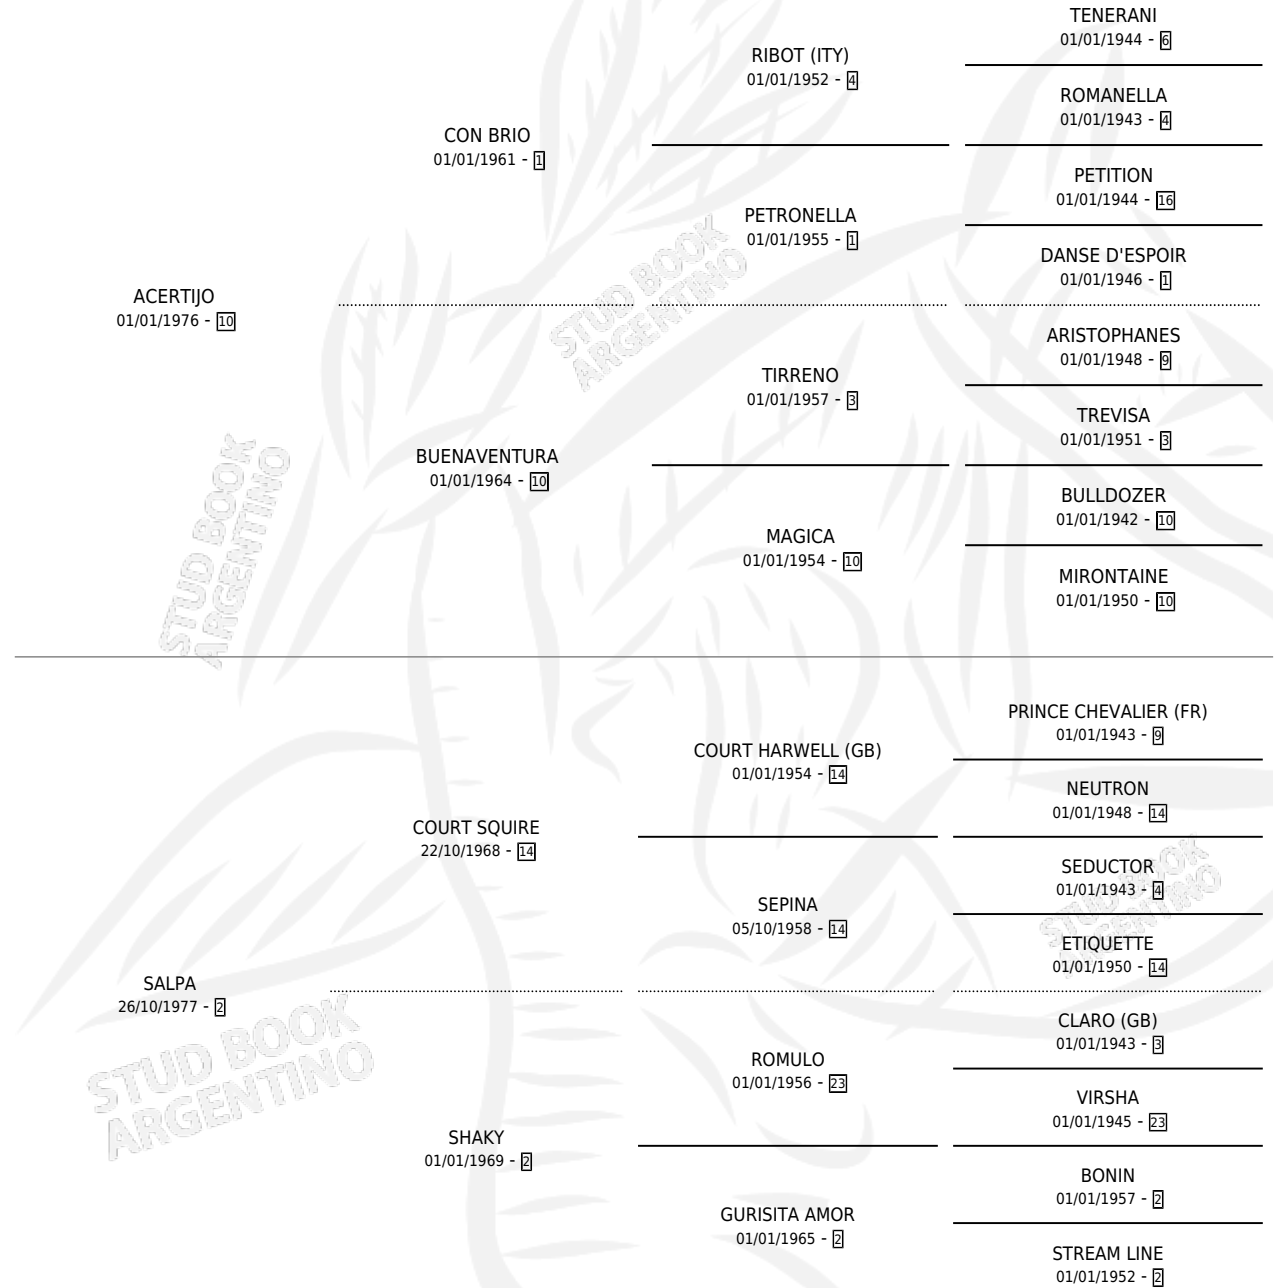 TENERANI
01/01/1944 - 6
RIBOT (ITY)
01/01/1952 - 4
ROMANELLA
01/01/1943 - 4
CON BRIO
01/01/1961 - 1
PETITION
01/01/1944 - 16
PETRONELLA
01/01/1955 - 1
DANSE D'ESPOIR
01/01/1946 - 1
ACERTIJO
01/01/1976 - 10
STUD BOOK
ARGENTINO
ARISTOPHANES
01/01/1948 - 9
TIRRENO
01/01/1957 - 3
TREVISA
01/01/1951 - 3
BUENAVENTURA
01/01/1964 - 10
BULLDOZER
01/01/1942 - 10
MAGICA
01/01/1954 - 10
MIRONTAINE
01/01/1950 - 10
STUD BOOK
ARGENTINO
PRINCE CHEVALIER (FR)
01/01/1943 - 9
COURT HARWELL (GB)
01/01/1954 - 14
NEUTRON
01/01/1948 - 14
COURT SQUIRE
22/10/1968 - 14
SEDUCTOR
01/01/1943 - 4
SEPINA
05/10/1958 - 14
STUD BOOK
ARGENTINO
ETIQUETTE
01/01/1950 - 14
SALPA
26/10/1977 - 2
STUD BOOK
ARGENTINO
CLARO (GB)
01/01/1943 - 3
ROMULO
01/01/1956 - 23
VIRSHA
01/01/1945 - 23
SHAKY
01/01/1969 - 2
BONIN
01/01/1957 - 2
GURISITA AMOR
01/01/1965 - 2
STREAM LINE
01/01/1952 - 2